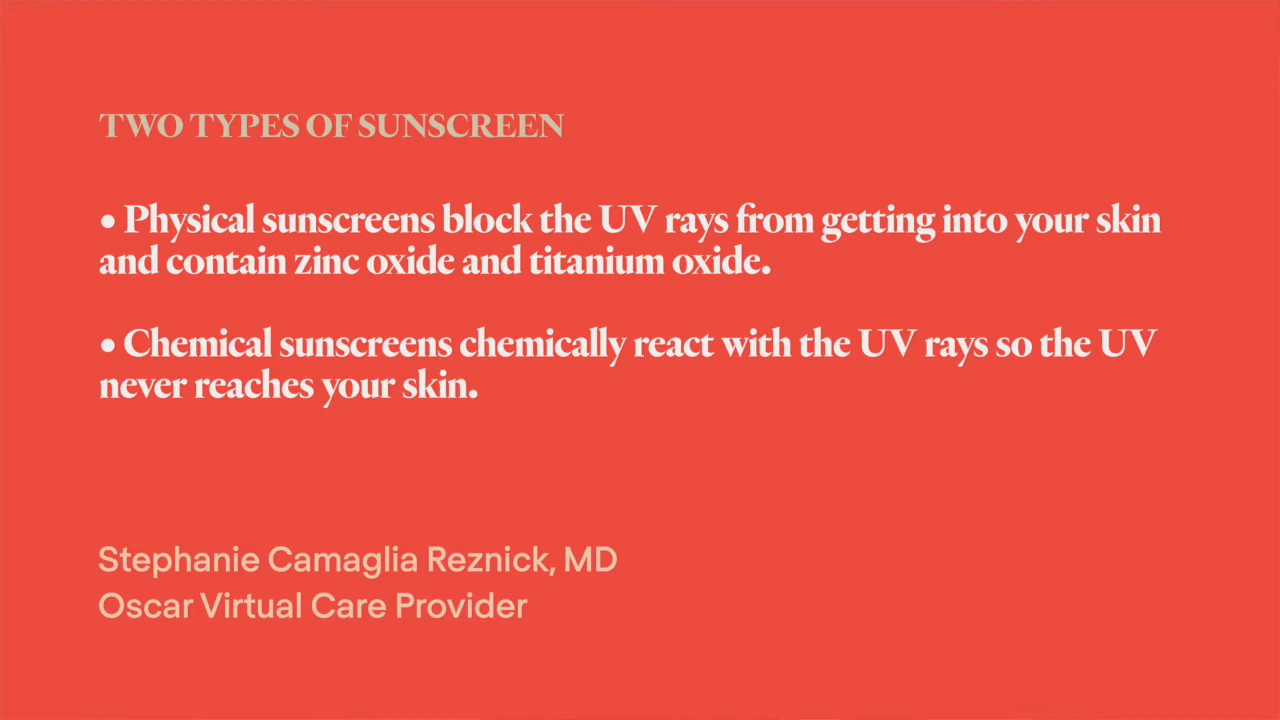 TWO TYPES OF SUNSCREEN
• Physical sunscreens block the UV rays from getting into your skin
and contain zinc oxide and titanium oxide.
• Chemical sunscreens chemically react with the UV rays so the UV
never reaches your skin.
Stephanie Camaglia Reznick, MD
Oscar Virtual Care Provider